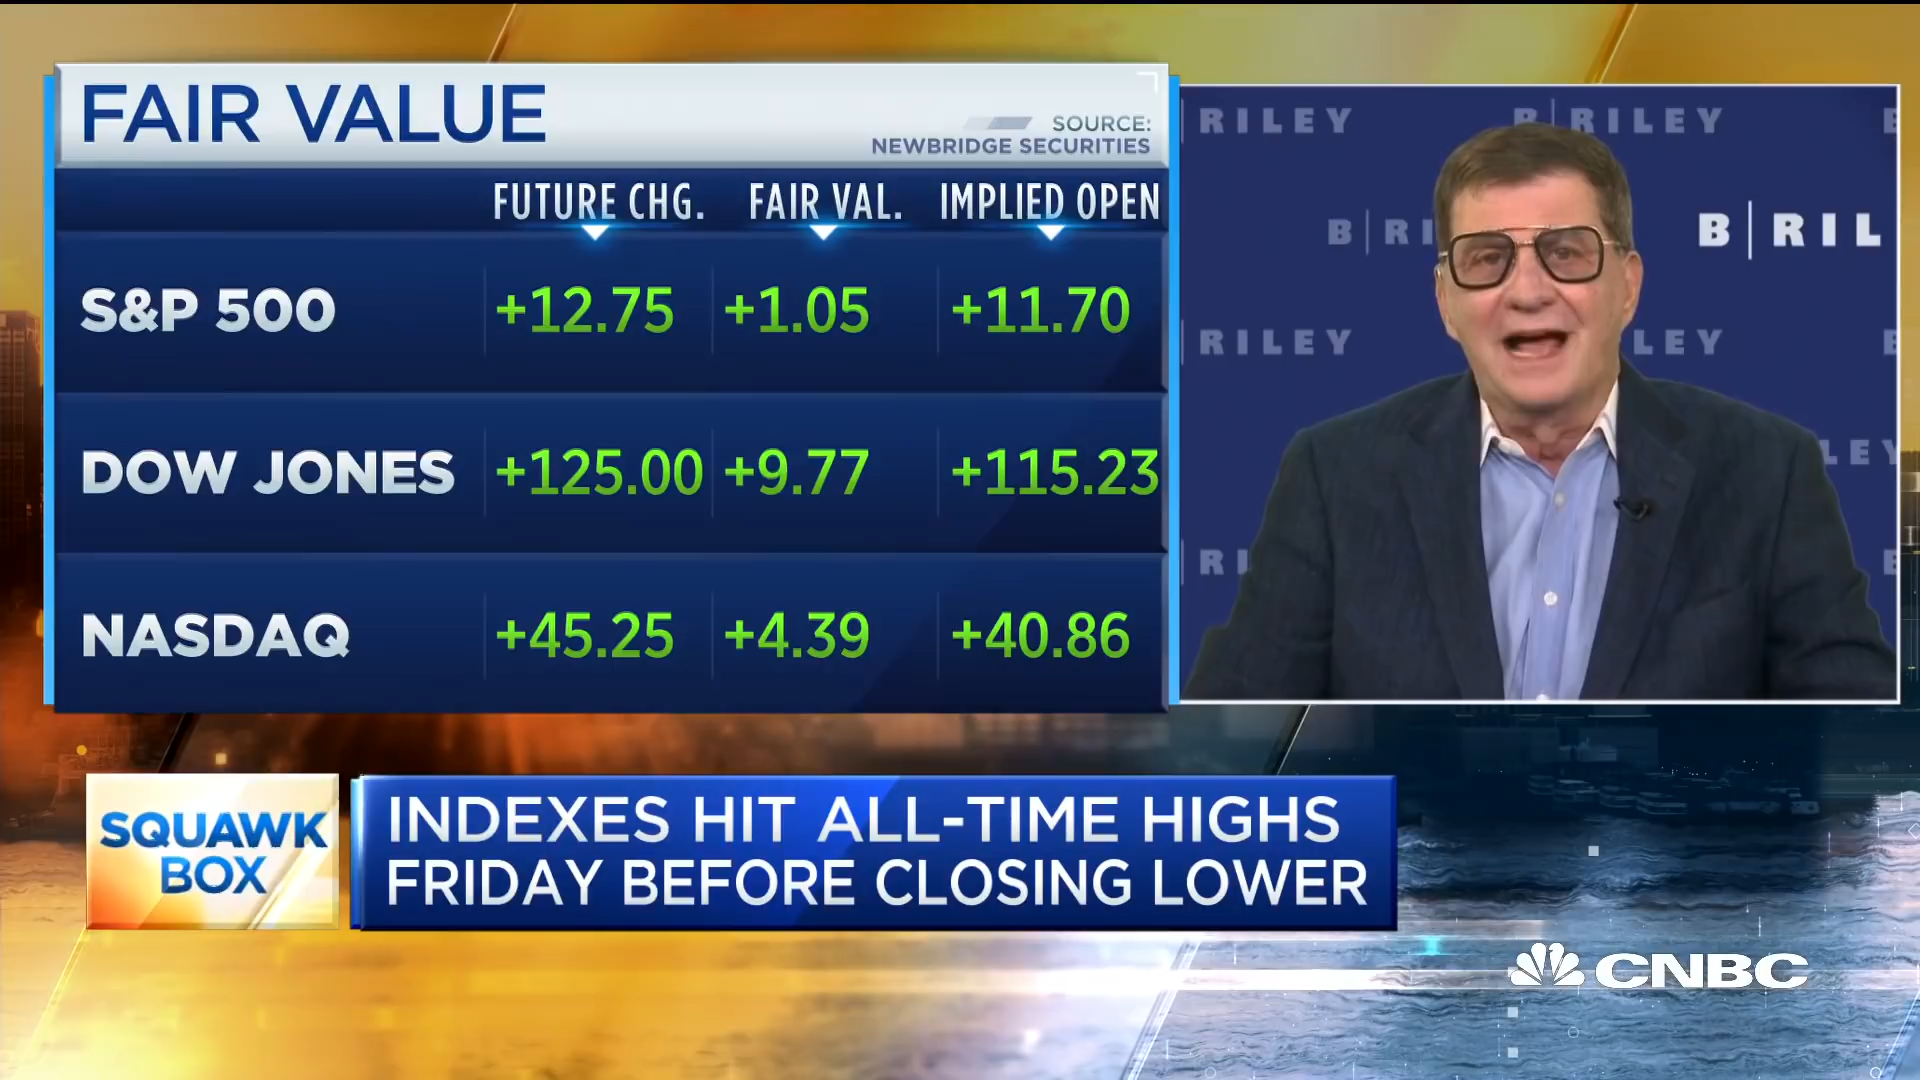 FAIR VALUE
SOURCE:
NEWBRIDGE SECURITIES
FUTURE CHG. FAIR VAL. IMPLIED OPEN
S&P 500 +12.75 +1.05 +11.70
DOW JONES +125.00 +9.77 +115.23
NASDAQ +45.25 +4.39 +40.86
RILEY B|RILEY B
B|RI B|RIL
RILEY LEY B
LEY
RI B
SQUAWK
BOX
INDEXES HIT ALL-TIME HIGHS
FRIDAY BEFORE CLOSING LOWER
CNBC